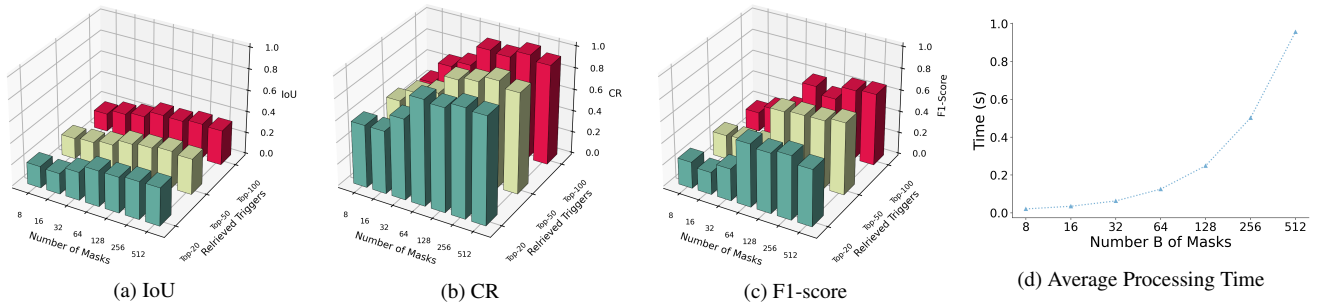 1.0
0.8
0.6
0.4
0.2
0.0
IoU
8
16
32
64
128
256
512
Number of Masks
Top-20
Top-50
Top-100
Relrieved Triggers
(a) IoU
1.0
0.8
0.6
0.4
0.2
0.0
CR
8
16
32
64
128
256
512
Number of Masks
Top-20
Top-50
Top-100
Relrieved Triggers
(b) CR
1.0
0.8
0.6
0.4
0.2
0.0
F1-Score
8
16
32
64
128
256
512
Number of Masks
Top-20
Top-50
Top-100
Relrieved Triggers
(c) F1-score
1.0
0.8
0.6
0.4
0.2
0.0
Time (s)
8 16 32 64 128 256 512
Number B of Masks
(d) Average Processing Time